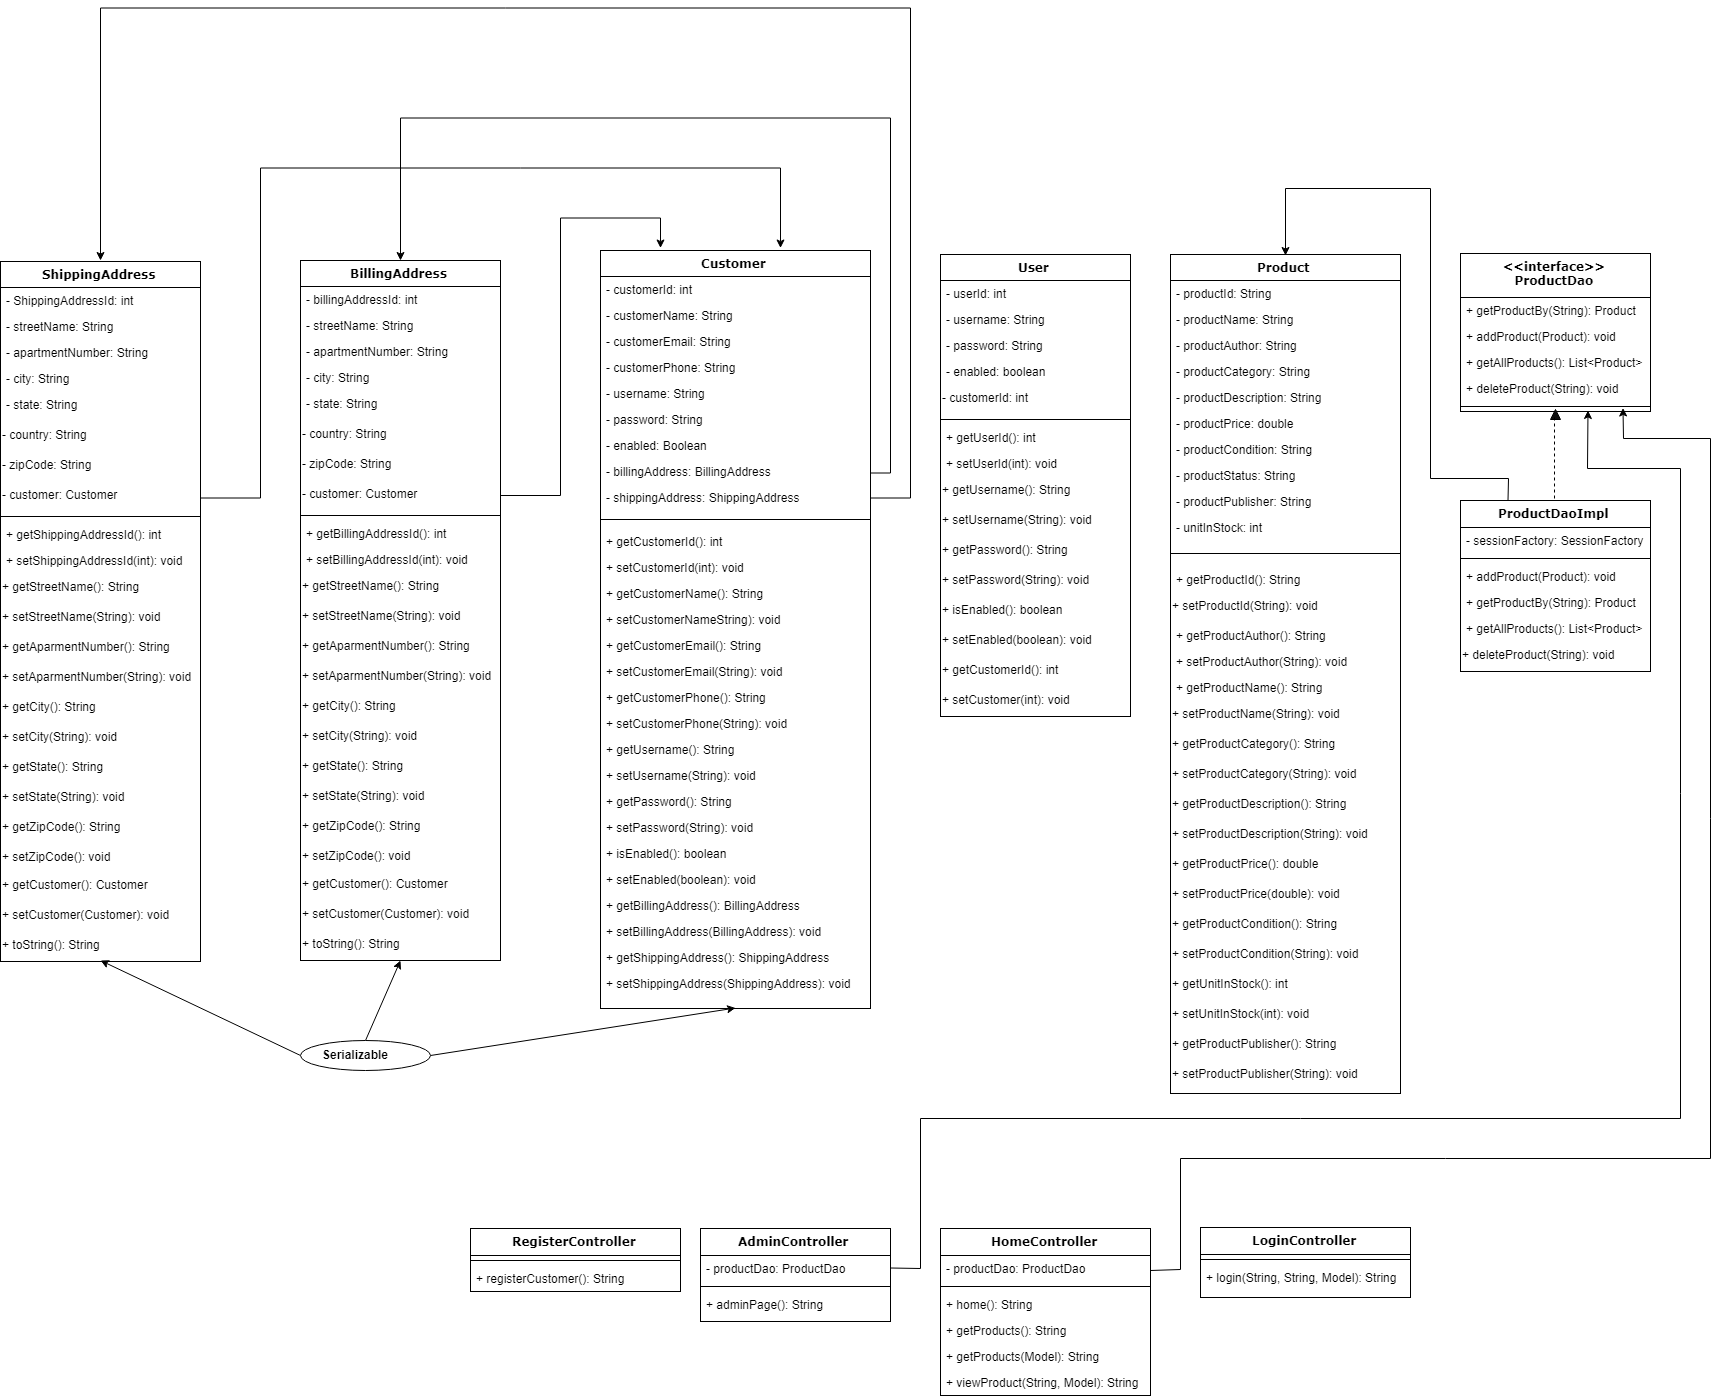 ShippingAddress
- ShippingAddressId: int
- streetName: String
- apartmentNumber: String
- city: String
- state: String
- country: String
- zipCode: String
- customer: Customer
+ getShippingAddressId(): int
+ setShippingAddressId(int): void
+ getStreetName(): String
+ setStreetName(String): void
+ getAparmentNumber(): String
+ setAparmentNumber(String): void
+ getCity(): String
+ setCity(String): void
+ getState(): String
+ setState(String): void
+ getZipCode(): String
+ setZipCode(): void
+ getCustomer(): Customer
+ setCustomer(Customer): void
+ toString(): String
BillingAddress
- billingAddressId: int
- streetName: String
- apartmentNumber: String
- city: String
- state: String
- country: String
- zipCode: String
- customer: Customer
+ getBillingAddressId(): int
+ setBillingAddressId(int): void
+ getStreetName(): String
+ setStreetName(String): void
+ getAparmentNumber(): String
+ setAparmentNumber(String): void
+ getCity(): String
+ setCity(String): void
+ getState(): String
+ setState(String): void
+ getZipCode(): String
+ setZipCode(): void
+ getCustomer(): Customer
+ setCustomer(Customer): void
+ toString(): String
Customer
- customerId: int
- customerName: String
- customerEmail: String
- customerPhone: String
- username: String
- password: String
- enabled: Boolean
- billingAddress: BillingAddress
- shippingAddress: ShippingAddress
+ getCustomerId(): int
+ setCustomerId(int): void
+ getCustomerName(): String
+ setCustomerNameString): void
+ getCustomerEmail(): String
+ setCustomerEmail(String): void
+ getCustomerPhone(): String
+ setCustomerPhone(String): void
+ getUsername(): String
+ setUsername(String): void
+ getPassword(): String
+ setPassword(String): void
+ isEnabled(): boolean
+ setEnabled(boolean): void
+ getBillingAddress(): BillingAddress
+ setBillingAddress(BillingAddress): void
+ getShippingAddress(): ShippingAddress
+ setShippingAddress(ShippingAddress): void
Serializable
User
- userId: int
- username: String
- password: String
- enabled: boolean
- customerId: int
+ getUserId(): int
+ setUserId(int): void
+ getUsername(): String
+ setUsername(String): void
+ getPassword(): String
+ setPassword(String): void
+ isEnabled(): boolean
+ setEnabled(boolean): void
+ getCustomerId(): int
+ setCustomer(int): void
Product
- productId: String
- productName: String
- productAuthor: String
- productCategory: String
- productDescription: String
- productPrice: double
- productCondition: String
- productStatus: String
- productPublisher: String
- unitInStock: int
+ getProductId(): String
+ setProductId(String): void
+ getProductAuthor(): String
+ setProductAuthor(String): void
+ getProductName(): String
+ setProductName(String): void
+ getProductCategory(): String
+ setProductCategory(String): void
+ getProductDescription(): String
+ setProductDescription(String): void
+ getProductPrice(): double
+ setProductPrice(double): void
+ getProductCondition(): String
+ setProductCondition(String): void
+ getUnitInStock(): int
+ setUnitInStock(int): void
+ getProductPublisher(): String
+ setProductPublisher(String): void
<<interface>>
ProductDao
+ getProductBy(String): Product
+ addProduct(Product): void
+ getAllProducts(): List<Product>
+ deleteProduct(String): void
ProductDaoImpl
- sessionFactory: SessionFactory
+ addProduct(Product): void
+ getProductBy(String): Product
+ getAllProducts(): List<Product>
+ deleteProduct(String): void
RegisterController
+ registerCustomer(): String
AdminController
- productDao: ProductDao
+ adminPage(): String
HomeController
- productDao: ProductDao
+ home(): String
+ getProducts(): String
+ getProducts(Model): String
+ viewProduct(String, Model): String
LoginController
+ login(String, String, Model): String